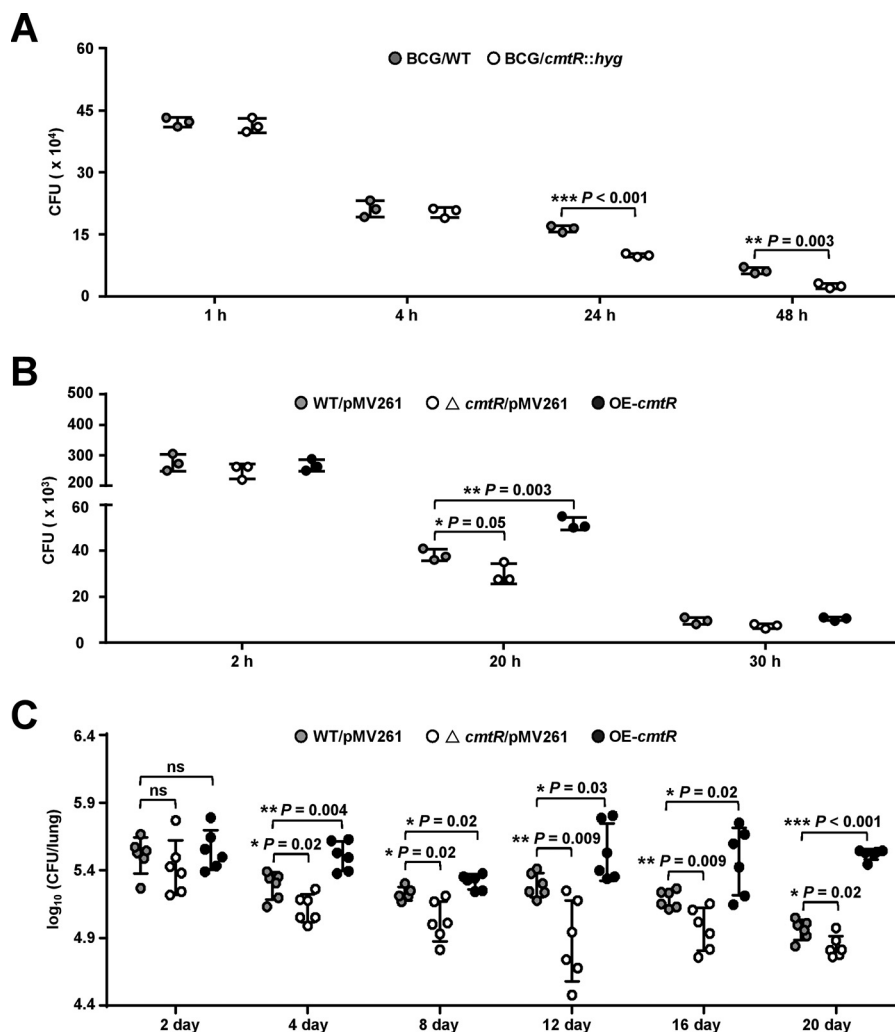 A
60
45
30
15
0
CFU ( x 10⁴)
BCG/WT BCG/cmtR::hyg
*** P < 0.001
** P = 0.003
1 h 4 h 24 h 48 h
B
500
400
300
200
60
40
20
0
CFU ( x 10³)
WT/pMV261 △ cmtR/pMV261 OE-cmtR
** P = 0.003
* P = 0.05
2 h 20 h 30 h
C
6.4
5.9
5.4
4.9
4.4
log₁₀ (CFU/lung)
WT/pMV261 △ cmtR/pMV261 OE-cmtR
ns
ns
** P = 0.004
* P = 0.02
* P = 0.02
* P = 0.02
* P = 0.03
** P = 0.009
* P = 0.02
** P = 0.009
*** P < 0.001
* P = 0.02
2 day 4 day 8 day 12 day 16 day 20 day